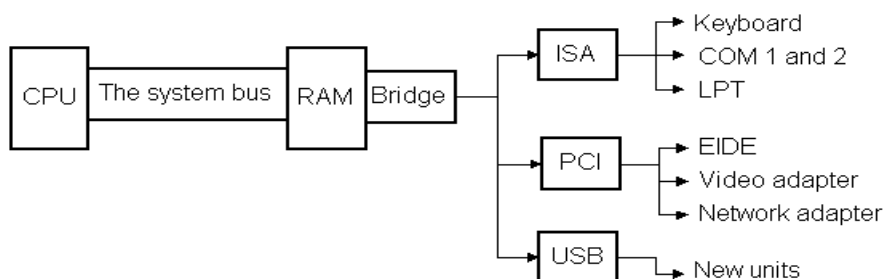 CPU
The system bus
RAM
Bridge
ISA
Keyboard
COM 1 and 2
LPT
PCI
EIDE
Video adapter
Network adapter
USB
New units